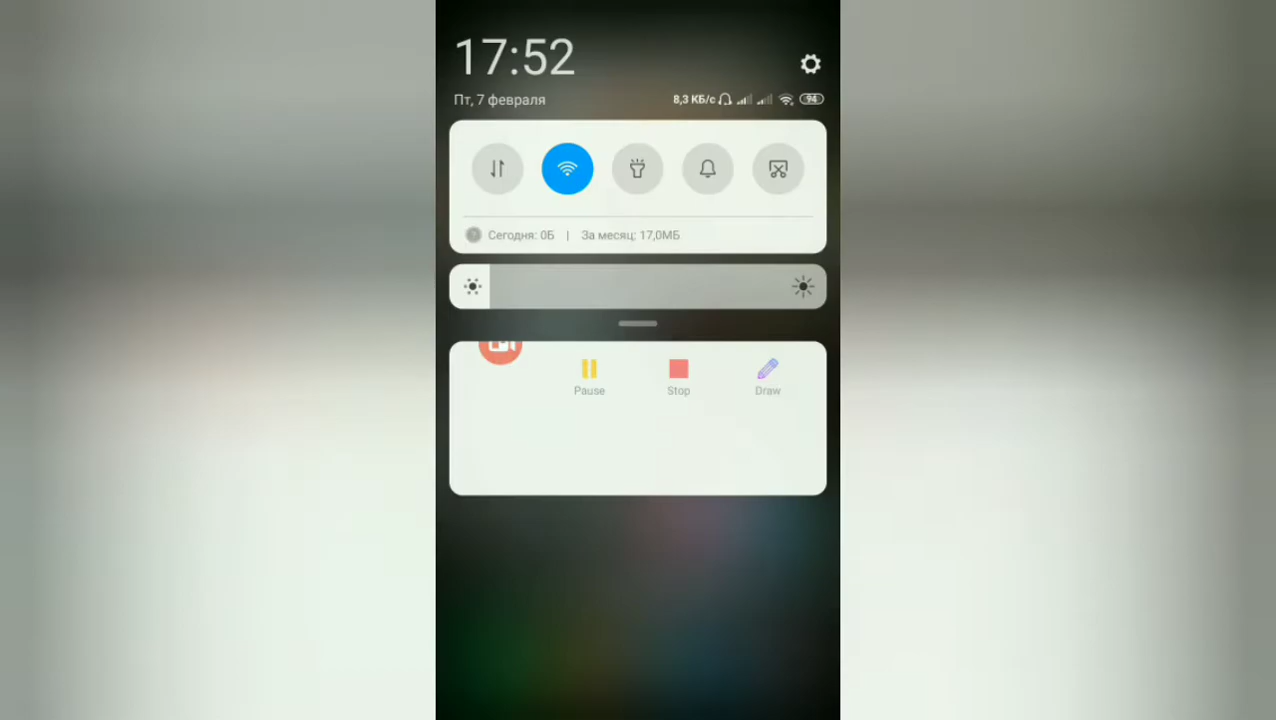 17:52
Пт, 7 февраля
8,3 КБ/с 94
Сегодня: 0Б | За месяц: 17,0МБ
Pause Stop Draw